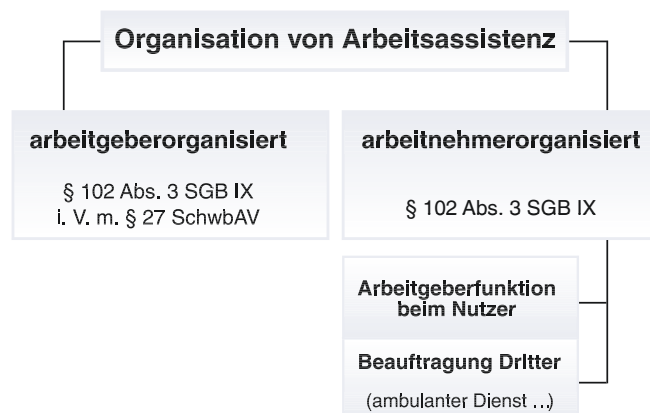 Organisation von Arbeitsassistenz
arbeitgeberorganisiert
§ 102 Abs. 3 SGB IX
i. V. m. § 27 SchwbAV
arbeitnehmerorganisiert
§ 102 Abs. 3 SGB IX
Arbeitgeberfunktion
beim Nutzer
Beauftragung Dritter
(ambulanter Dienst ...)